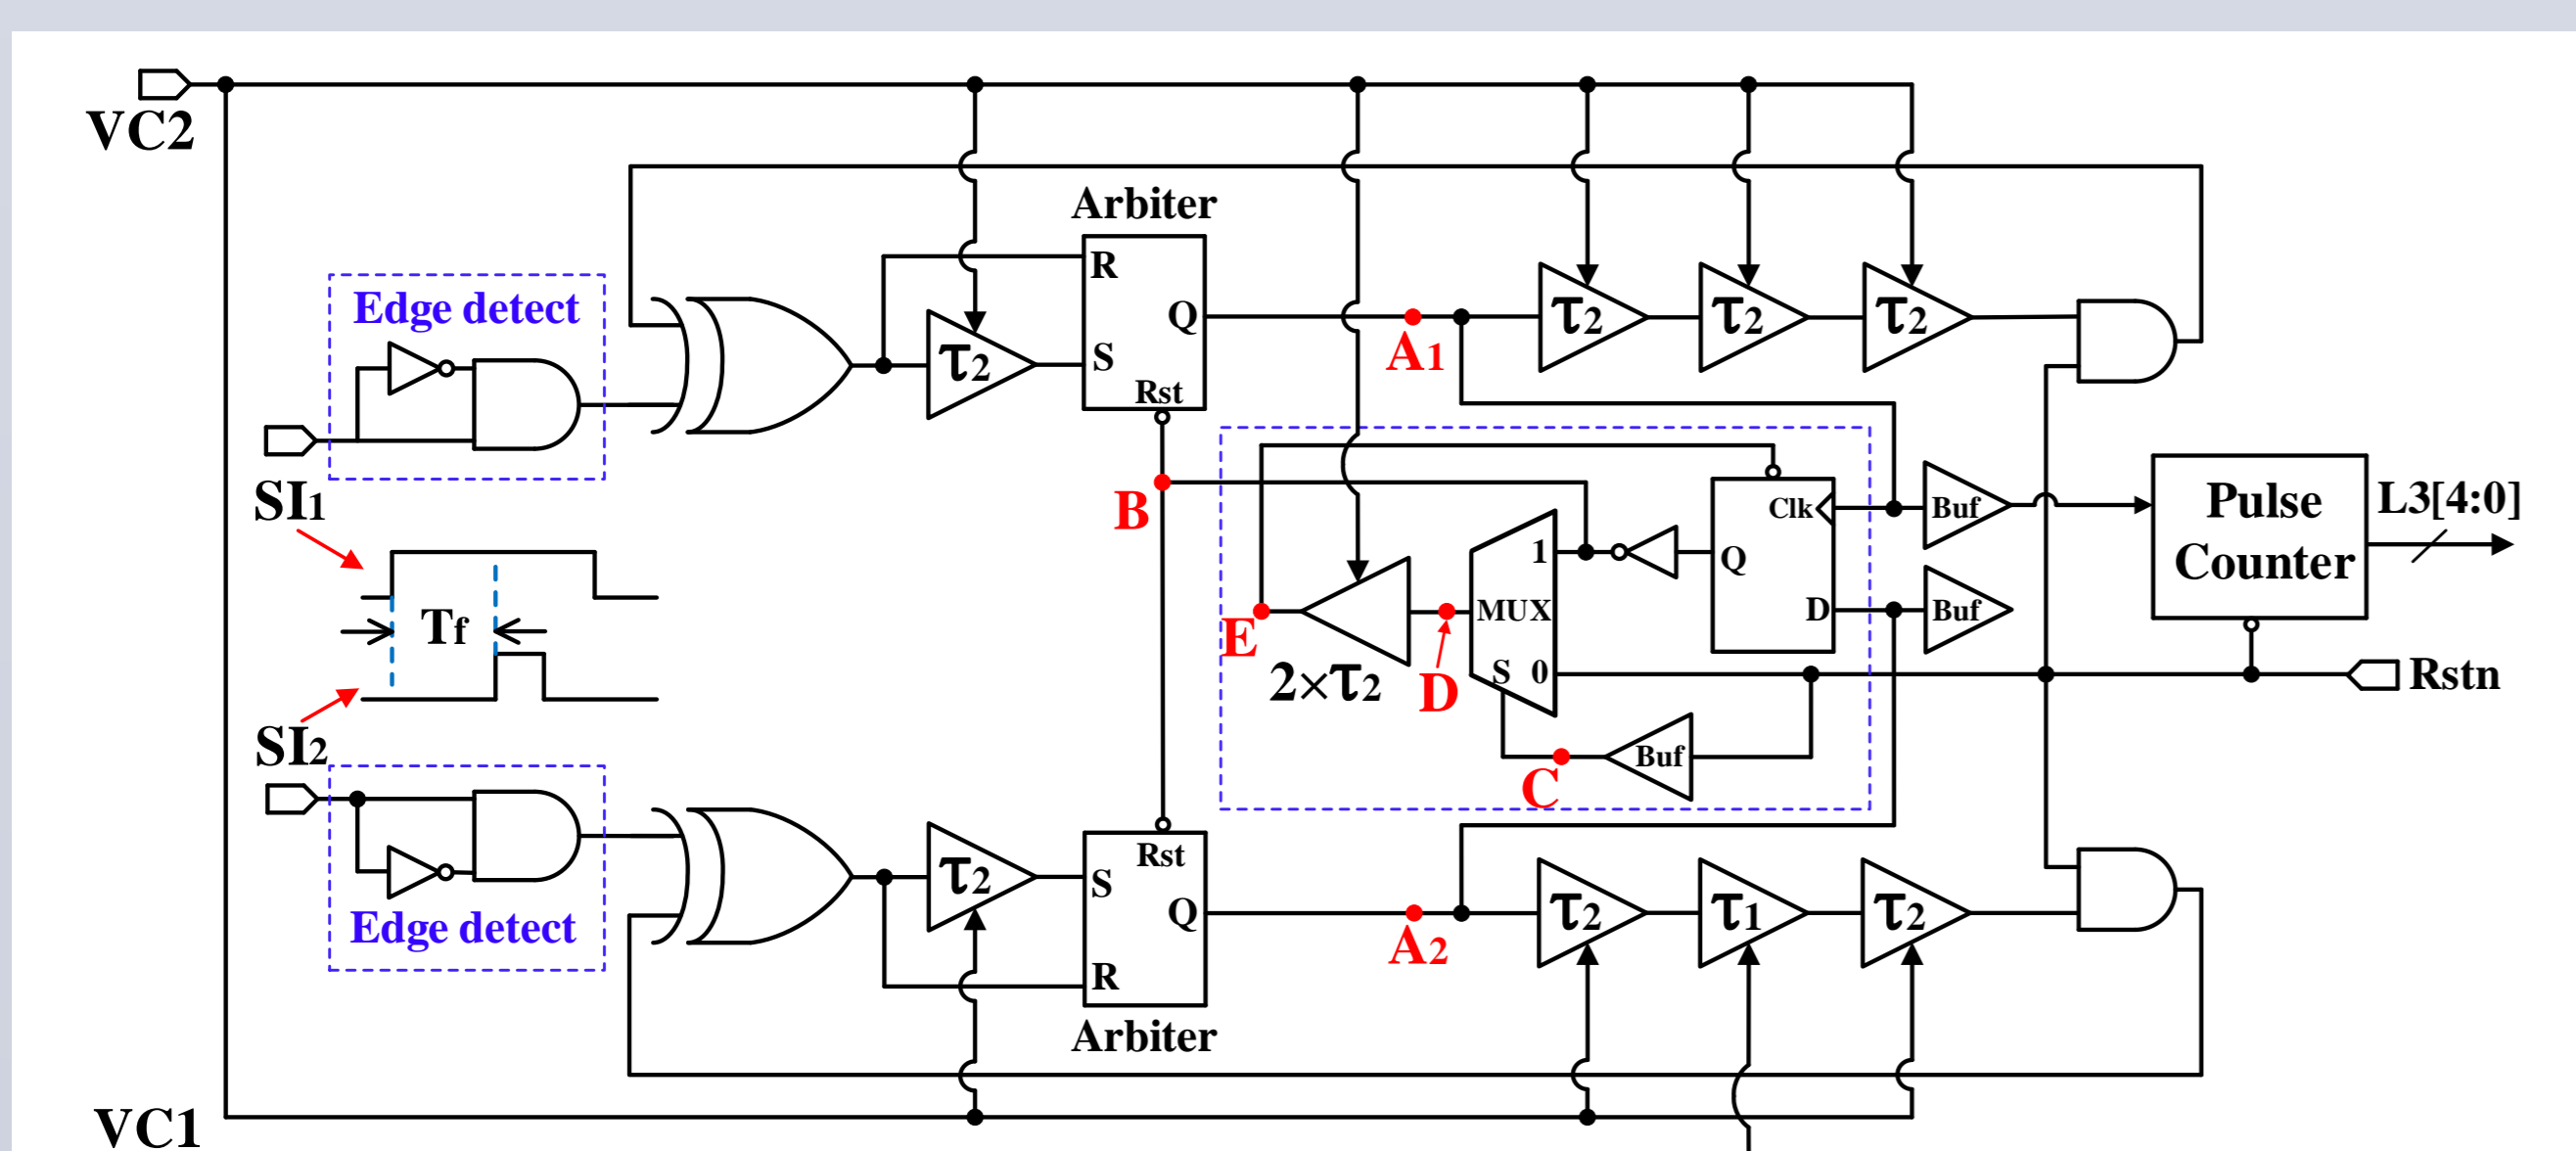 VC2
Arbiter
R
Q
S
Rst
τ2
A1
τ2
τ2
τ2
Edge detect
SI1
Tf
SI2
B
Clk
Q
D
Buf
Buf
Pulse
Counter
L3[4:0]
1
MUX
S 0
E
2×τ2
D
Rstn
Buf
C
Edge detect
τ2
Rst
S
Q
R
Arbiter
A2
τ2
τ1
τ2
VC1